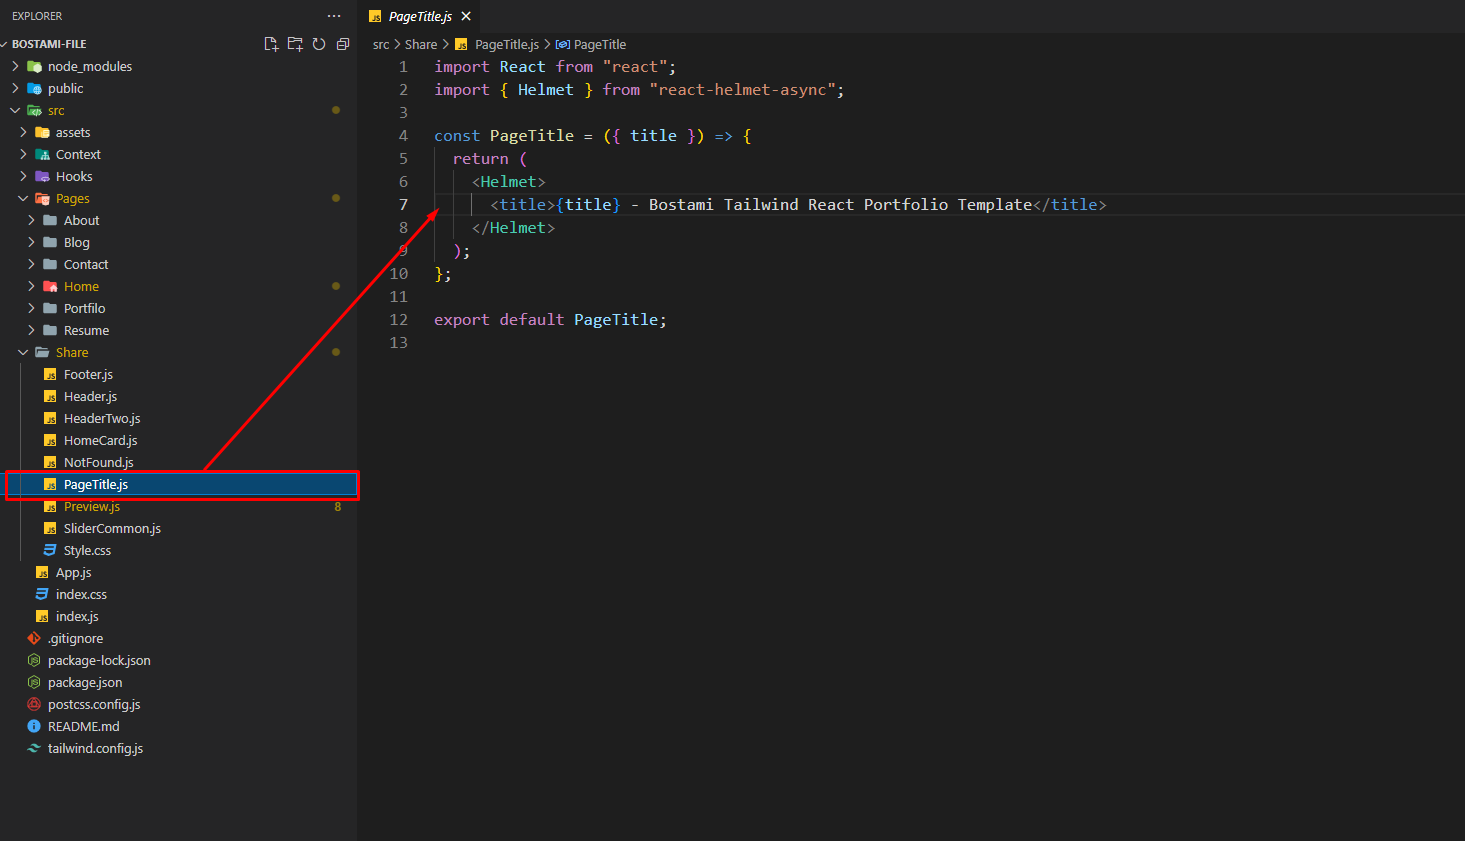 EXPLORER
BOSTAMI-FILE
node_modules
public
src
assets
Context
Hooks
Pages
About
Blog
Contact
Home
Portfilo
Resume
Share
Footer.js
Header.js
HeaderTwo.js
HomeCard.js
NotFound.js
PageTitle.js
Preview.js 8
SliderCommon.js
Style.css
App.js
index.css
index.js
.gitignore
package-lock.json
package.json
postcss.config.js
README.md
tailwind.config.js
PageTitle.js
src > Share > PageTitle.js > PageTitle
1 import React from "react";
2 import { Helmet } from "react-helmet-async";
3
4 const PageTitle = ({ title }) => {
5 return (
6 <Helmet>
7 <title>{title} - Bostami Tailwind React Portfolio Template</title>
8 </Helmet>
9 );
10 };
11
12 export default PageTitle;
13